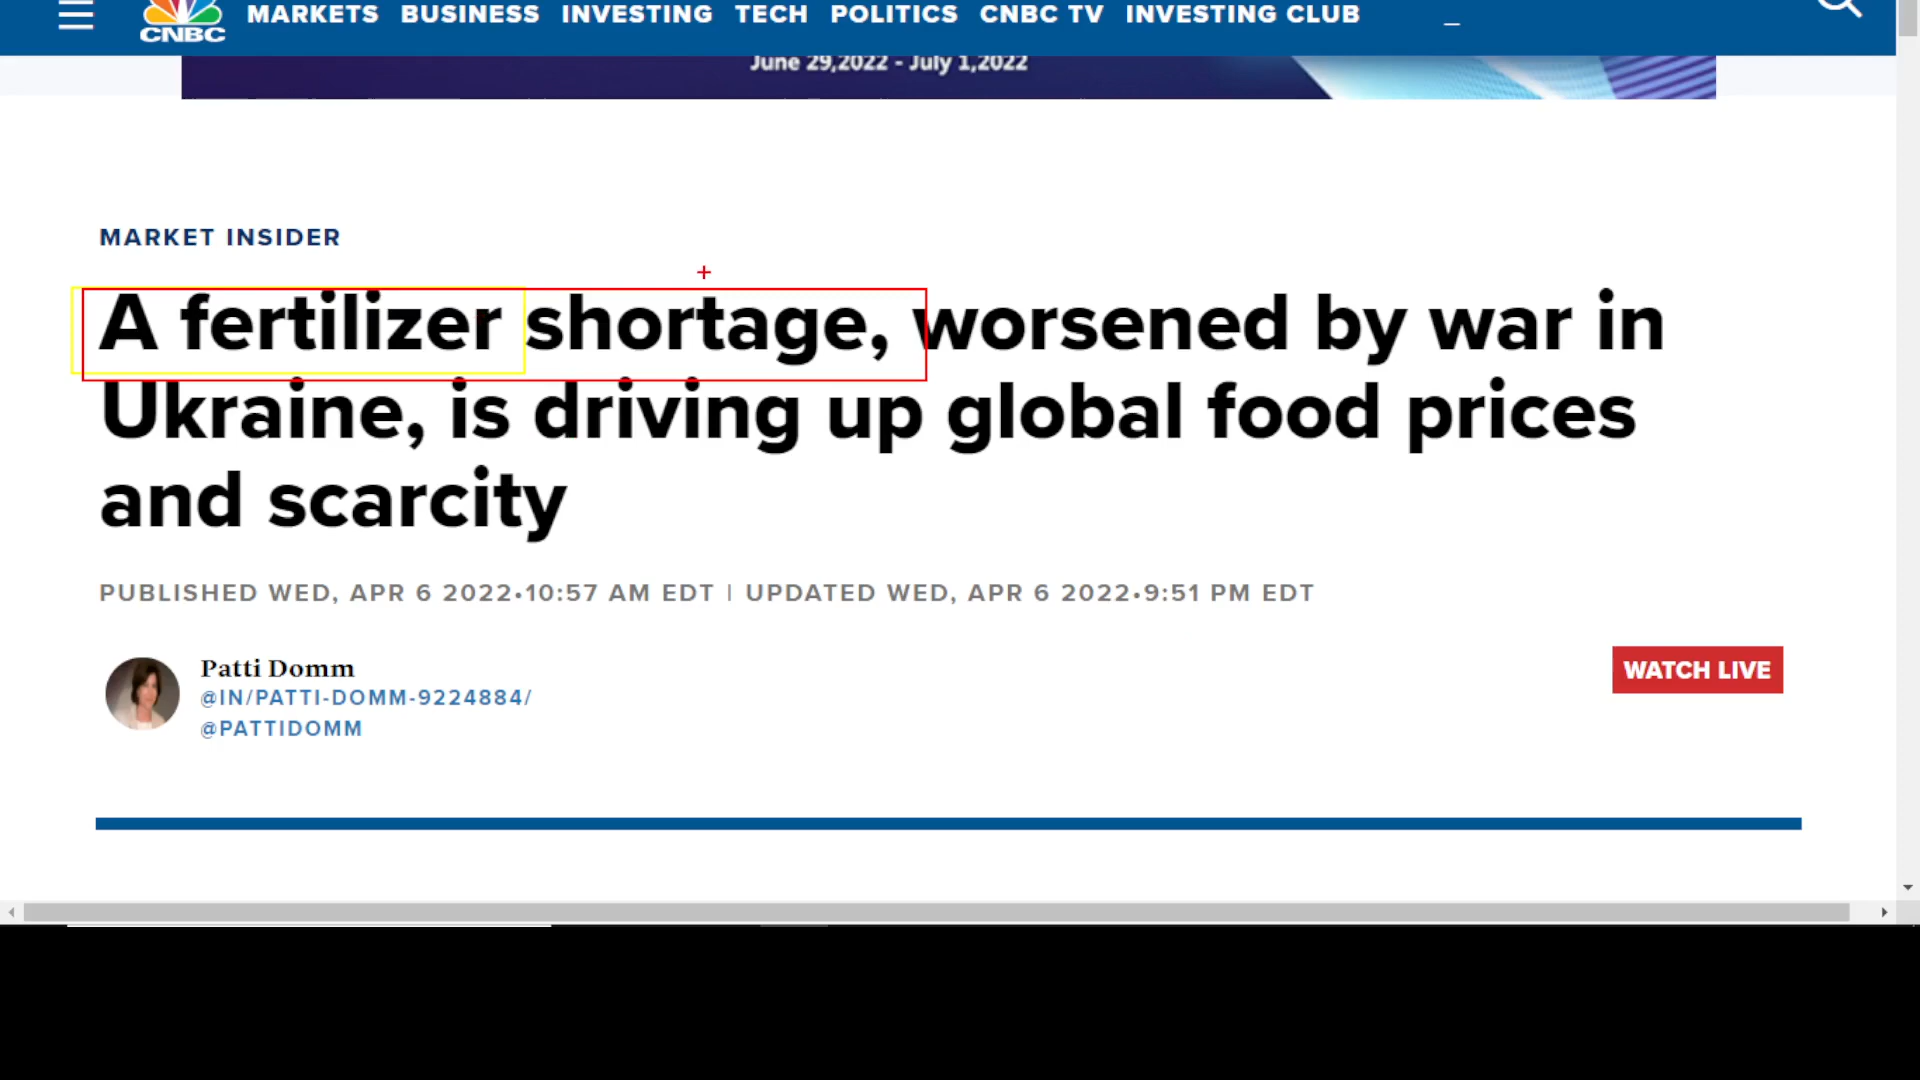 MARKETS BUSINESS INVESTING TECH POLITICS CNBC TV INVESTING CLUB
CNBC
June 29,2022 - July 1,2022
MARKET INSIDER
A fertilizer shortage, worsened by war in
Ukraine, is driving up global food prices
and scarcity
PUBLISHED WED, APR 6 2022•10:57 AM EDT | UPDATED WED, APR 6 2022•9:51 PM EDT
Patti Domm
@IN/PATTI-DOMM-9224884/
@PATTIDOMM
WATCH LIVE